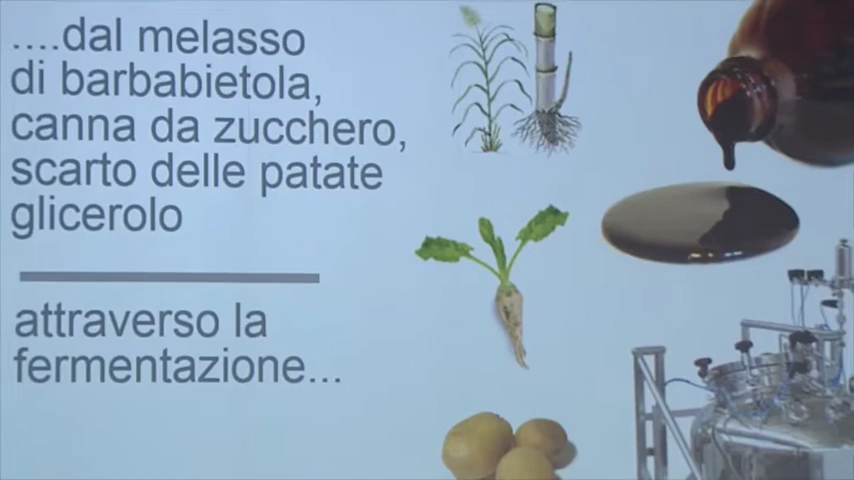 ....dal melasso
di barbabietola,
canna da zucchero,
scarto delle patate
glicerolo
attraverso la
fermentazione...